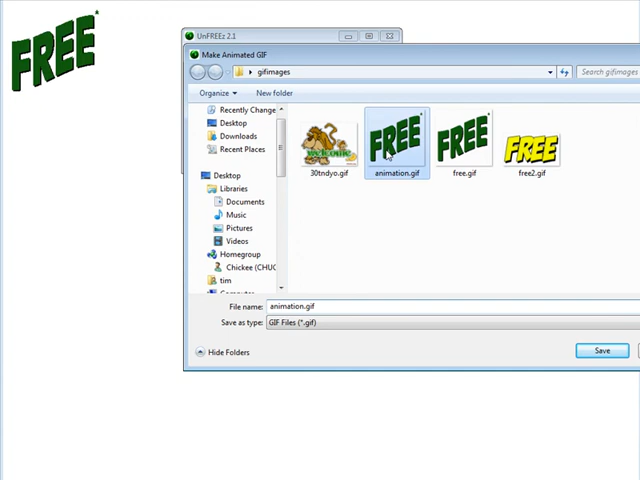 FREE
UnFREEz 2.1
Make Animated GIF
gifimages
Search gifimages
Organize
New folder
Recently Change
Desktop
Downloads
Recent Places
Desktop
Libraries
Documents
Music
Pictures
Videos
Homegroup
Chickee (CHUC
tim
welcome
30tndyo.gif
FREE
animation.gif
FREE
free.gif
FREE
free2.gif
File name:
animation.gif
Save as type:
GIF Files (*.gif)
Hide Folders
Save